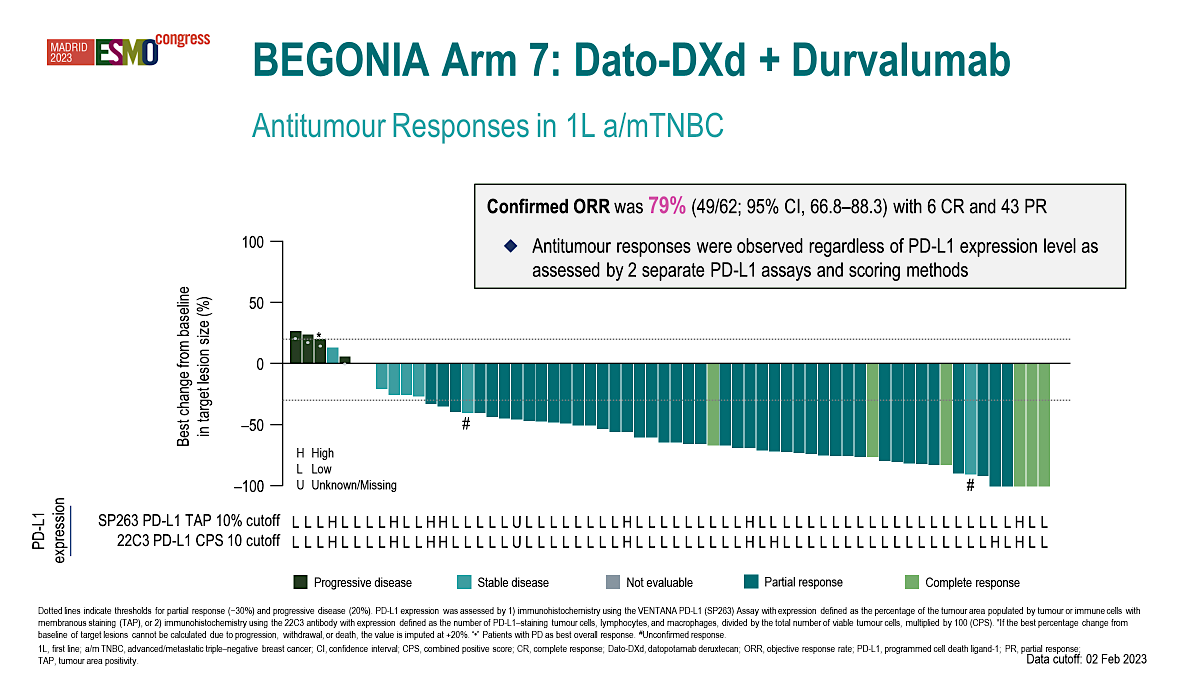 MADRID
2023
ESMO
congress
BEGONIA Arm 7: Dato-DXd + Durvalumab
Antitumour Responses in 1L a/mTNBC
Confirmed ORR was 79% (49/62; 95% CI, 66.8–88.3) with 6 CR and 43 PR
❖ Antitumour responses were observed regardless of PD-L1 expression level as
assessed by 2 separate PD-L1 assays and scoring methods
Best change from baseline
in target lesion size (%)
100
50
0
–50
–100
*
#
#
H High
L Low
U Unknown/Missing
PD-L1
expression
SP263 PD-L1 TAP 10% cutoff L L L H L L L L H L L H H L L L L L U L L L L L L L L H L L L L L L L L L H L L L L L L L L L L L L L L L L L L L L L H L L
22C3 PD-L1 CPS 10 cutoff L L L H L L L L H L L H H L L L L L U L L L L L L L L H L L L L L L L L L H L H L L L L L L L L L L L L L L L L L H L H L L
Progressive disease
Stable disease
Not evaluable
Partial response
Complete response
Dotted lines indicate thresholds for partial response (−30%) and progressive disease (20%). PD-L1 expression was assessed by 1) immunohistochemistry using the VENTANA PD-L1 (SP263) Assay with expression defined as the percentage of the tumour area populated by tumour or immune cells with
membranous staining (TAP), or 2) immunohistochemistry using the 22C3 antibody with expression defined as the number of PD-L1–staining tumour cells, lymphocytes, and macrophages, divided by the total number of viable tumour cells, multiplied by 100 (CPS). *If the best percentage change from
baseline of target lesions cannot be calculated due to progression, withdrawal, or death, the value is imputed at +20%. “•” Patients with PD as best overall response. #Unconfirmed response.
1L, first line; a/m TNBC, advanced/metastatic triple–negative breast cancer; CI, confidence interval; CPS, combined positive score; CR, complete response; Dato-DXd, datopotamab deruxtecan; ORR, objective response rate; PD-L1, programmed cell death ligand-1; PR, partial response;
TAP, tumour area positivity.
Data cutoff: 02 Feb 2023